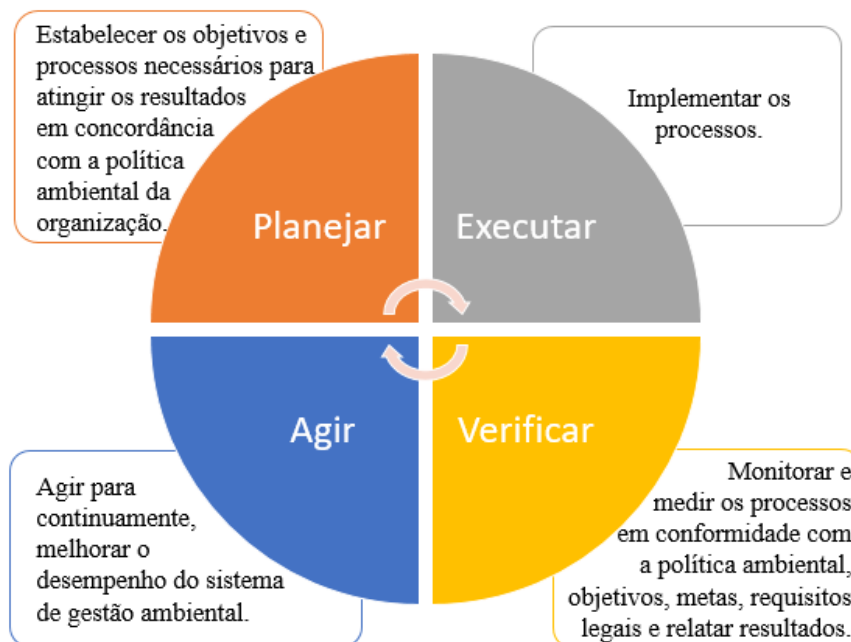 Estabelecer os objetivos e
processos necessários para
atingir os resultados
em concordância
com a política
ambiental da
organização.
Planejar
Executar
Implementar os
processos.
Agir
Verificar
Agir para
continuamente,
melhorar o
desempenho do sistema
de gestão ambiental.
Monitorar e
medir os processos
em conformidade com
a política ambiental,
objetivos, metas, requisitos
legais e relatar resultados.